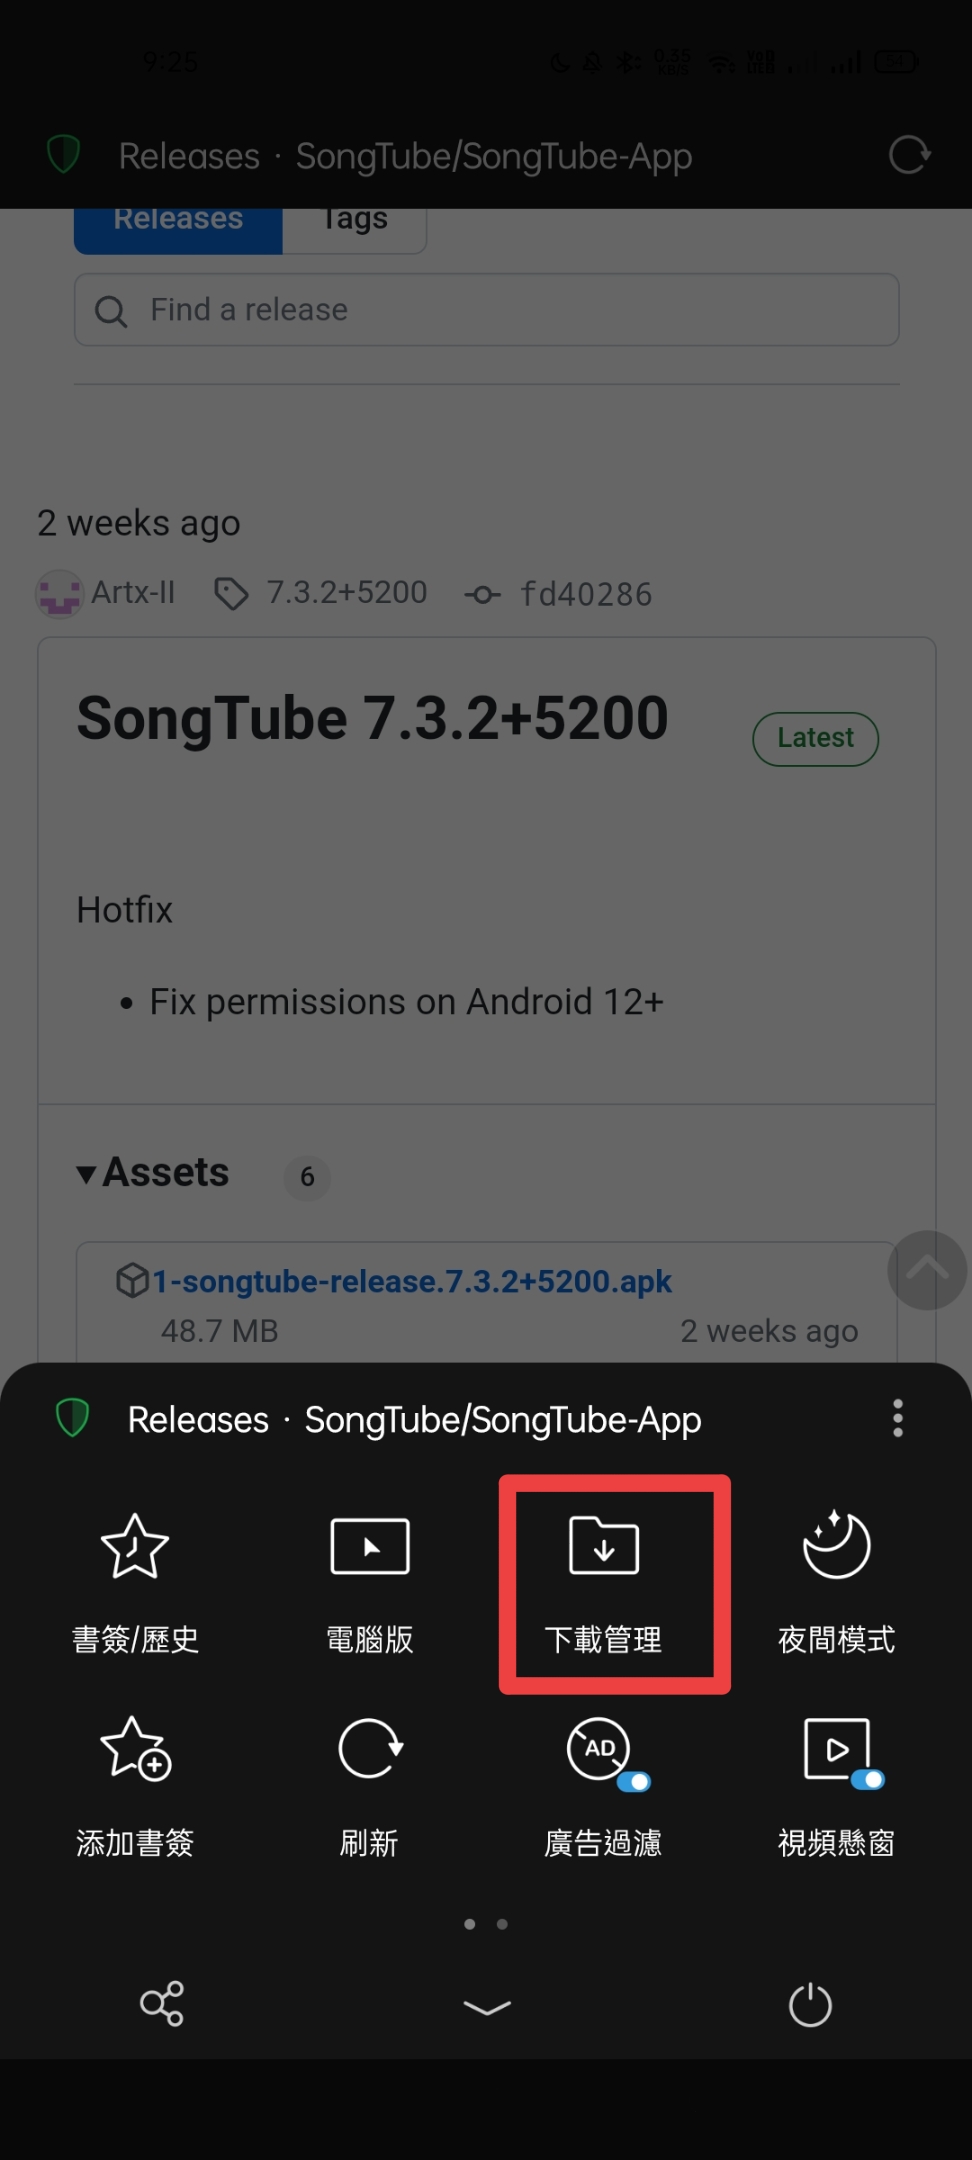 9:25
0.35
KB/S
Releases · SongTube/SongTube-App
Releases
Tags
Find a release
2 weeks ago
Artx-II
7.3.2+5200
fd40286
SongTube 7.3.2+5200
Latest
Hotfix
• Fix permissions on Android 12+
Assets
6
1-songtube-release.7.3.2+5200.apk
48.7 MB
2 weeks ago
Releases · SongTube/SongTube-App
書簽/歷史
電腦版
下載管理
夜間模式
AD
添加書簽
刷新
廣告過濾
視頻懸窗